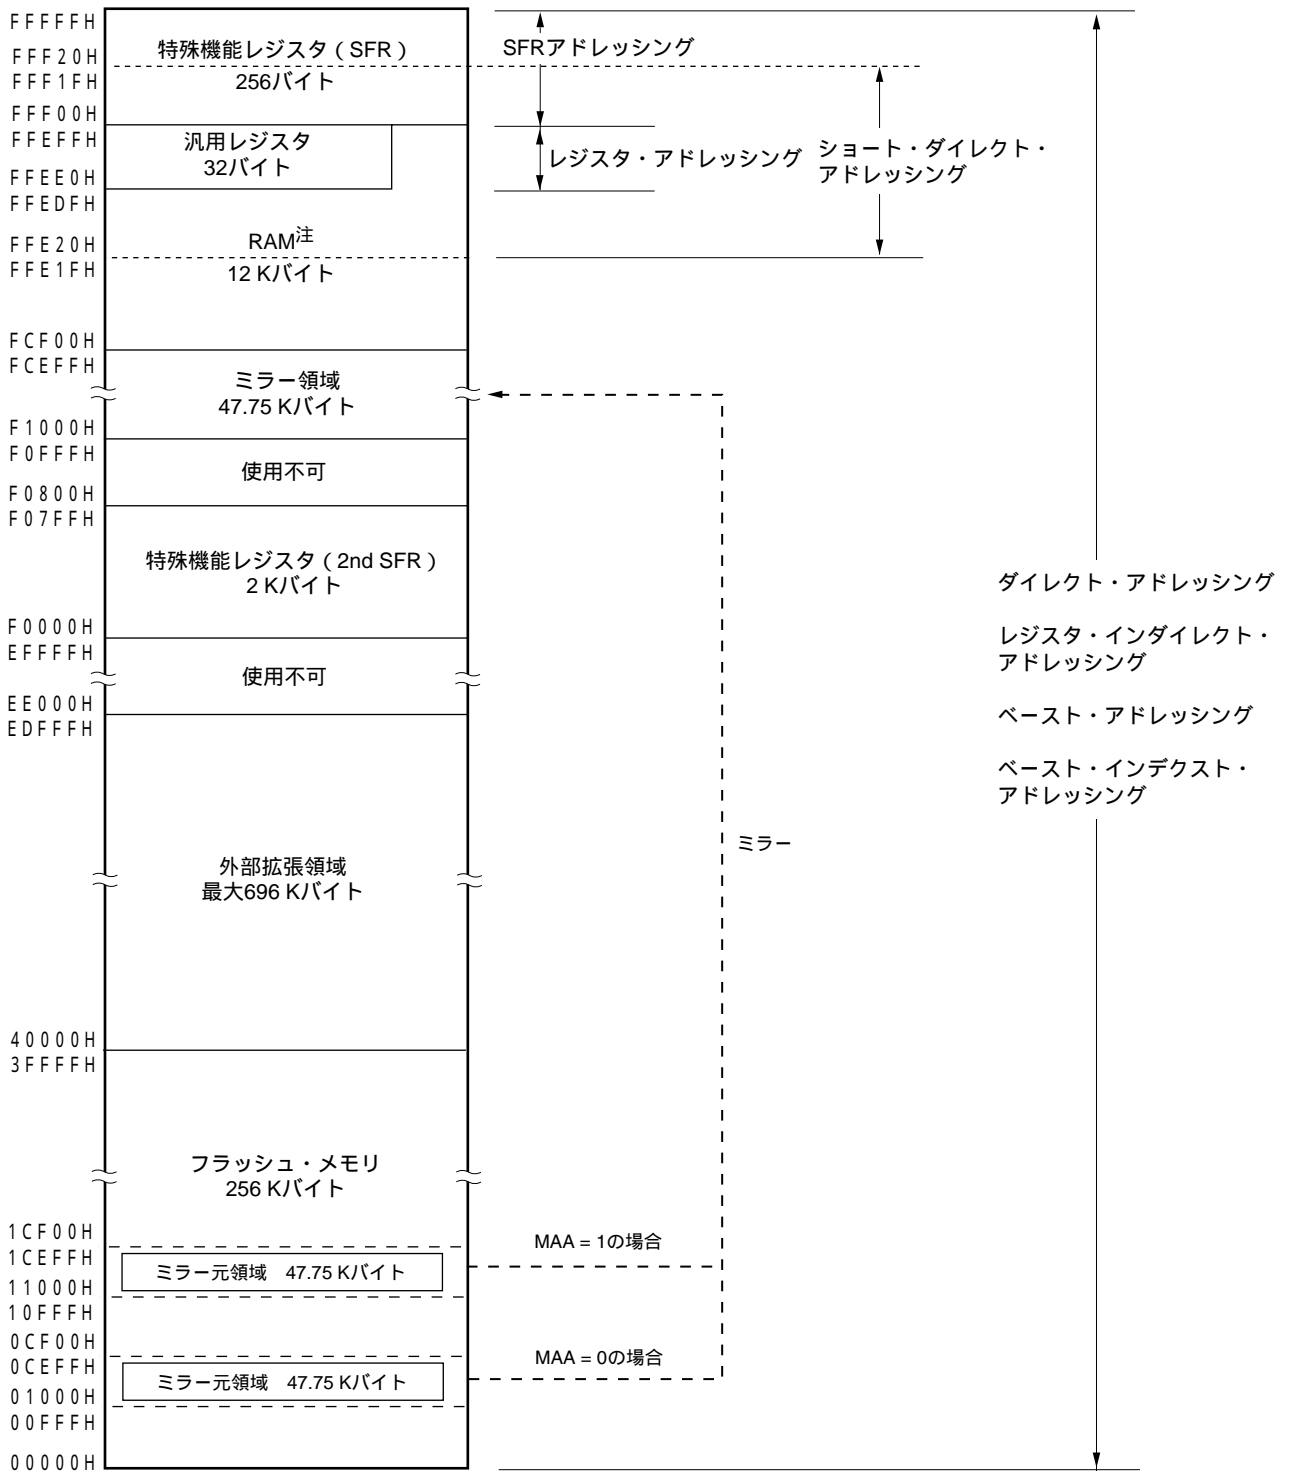 FFFFFH
特殊機能レジスタ(SFR)
256バイト
SFRアドレッシング
FFF20H
FFF1FH
FFF00H
FFEFFH
汎用レジスタ
32バイト
レジスタ・アドレッシング
ショート・ダイレクト・
アドレッシング
FFEE0H
FFEDFH
RAM注
12 Kバイト
FFE20H
FFE1FH
FCF00H
FCEFFH
ミラー領域
47.75 Kバイト
F1000H
F0FFFH
使用不可
F0800H
F07FFH
特殊機能レジスタ(2nd SFR)
2 Kバイト
ダイレクト・アドレッシング
レジスタ・インダイレクト・
アドレッシング
ベースト・アドレッシング
ベースト・インデクスト・
アドレッシング
F0000H
EFFFFH
使用不可
EE000H
EDFFFH
ミラー
外部拡張領域
最大696 Kバイト
40000H
3FFFFH
フラッシュ・メモリ
256 Kバイト
1CF00H
1CEFFH
ミラー元領域 47.75 Kバイト
MAA = 1の場合
11000H
10FFFH
0CF00H
0CEFFH
ミラー元領域 47.75 Kバイト
MAA = 0の場合
01000H
00FFFH
00000H